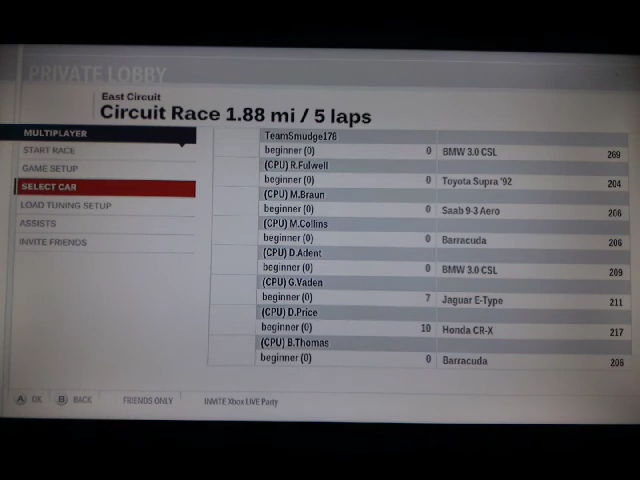 PRIVATE LOBBY
East Circuit
Circuit Race 1.88 mi / 5 laps
MULTIPLAYER
START RACE
GAME SETUP
SELECT CAR
LOAD TUNING SETUP
ASSISTS
INVITE FRIENDS
TeamSmudge178
beginner (0) 0 BMW 3.0 CSL 269
(CPU) R.Fulwell
beginner (0) 0 Toyota Supra '92 204
(CPU) M.Braun
beginner (0) 0 Saab 9-3 Aero 206
(CPU) M.Collins
beginner (0) 0 Barracuda 206
(CPU) D.Adent
beginner (0) 0 BMW 3.0 CSL 209
(CPU) G.Vaden
beginner (0) 7 Jaguar E-Type 211
(CPU) D.Price
beginner (0) 10 Honda CR-X 217
(CPU) B.Thomas
beginner (0) 0 Barracuda 206
A OK B BACK FRIENDS ONLY INVITE Xbox LIVE Party